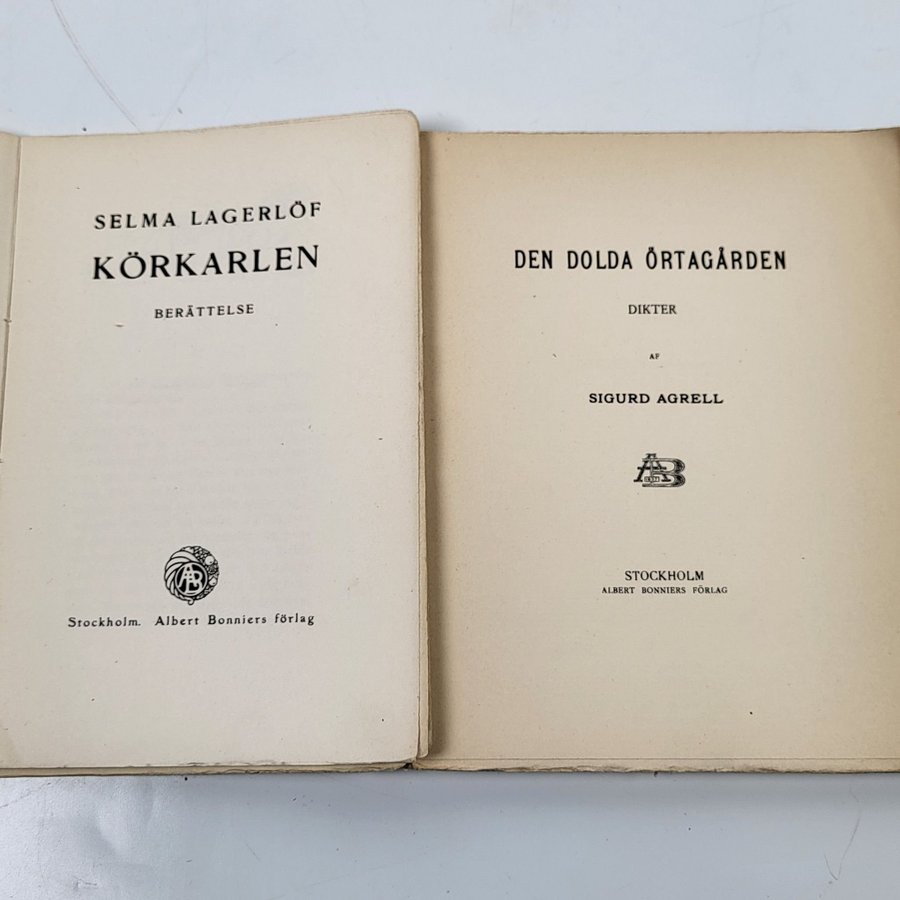 SELMA LAGERLÖF
KÖRKARLEN
BERÄTTELSE
AB
Stockholm. Albert Bonniers förlag
DEN DOLDA ÖRTAGÅRDEN
DIKTER
AF
SIGURD AGRELL
AB
STOCKHOLM
ALBERT BONNIERS FÖRLAG